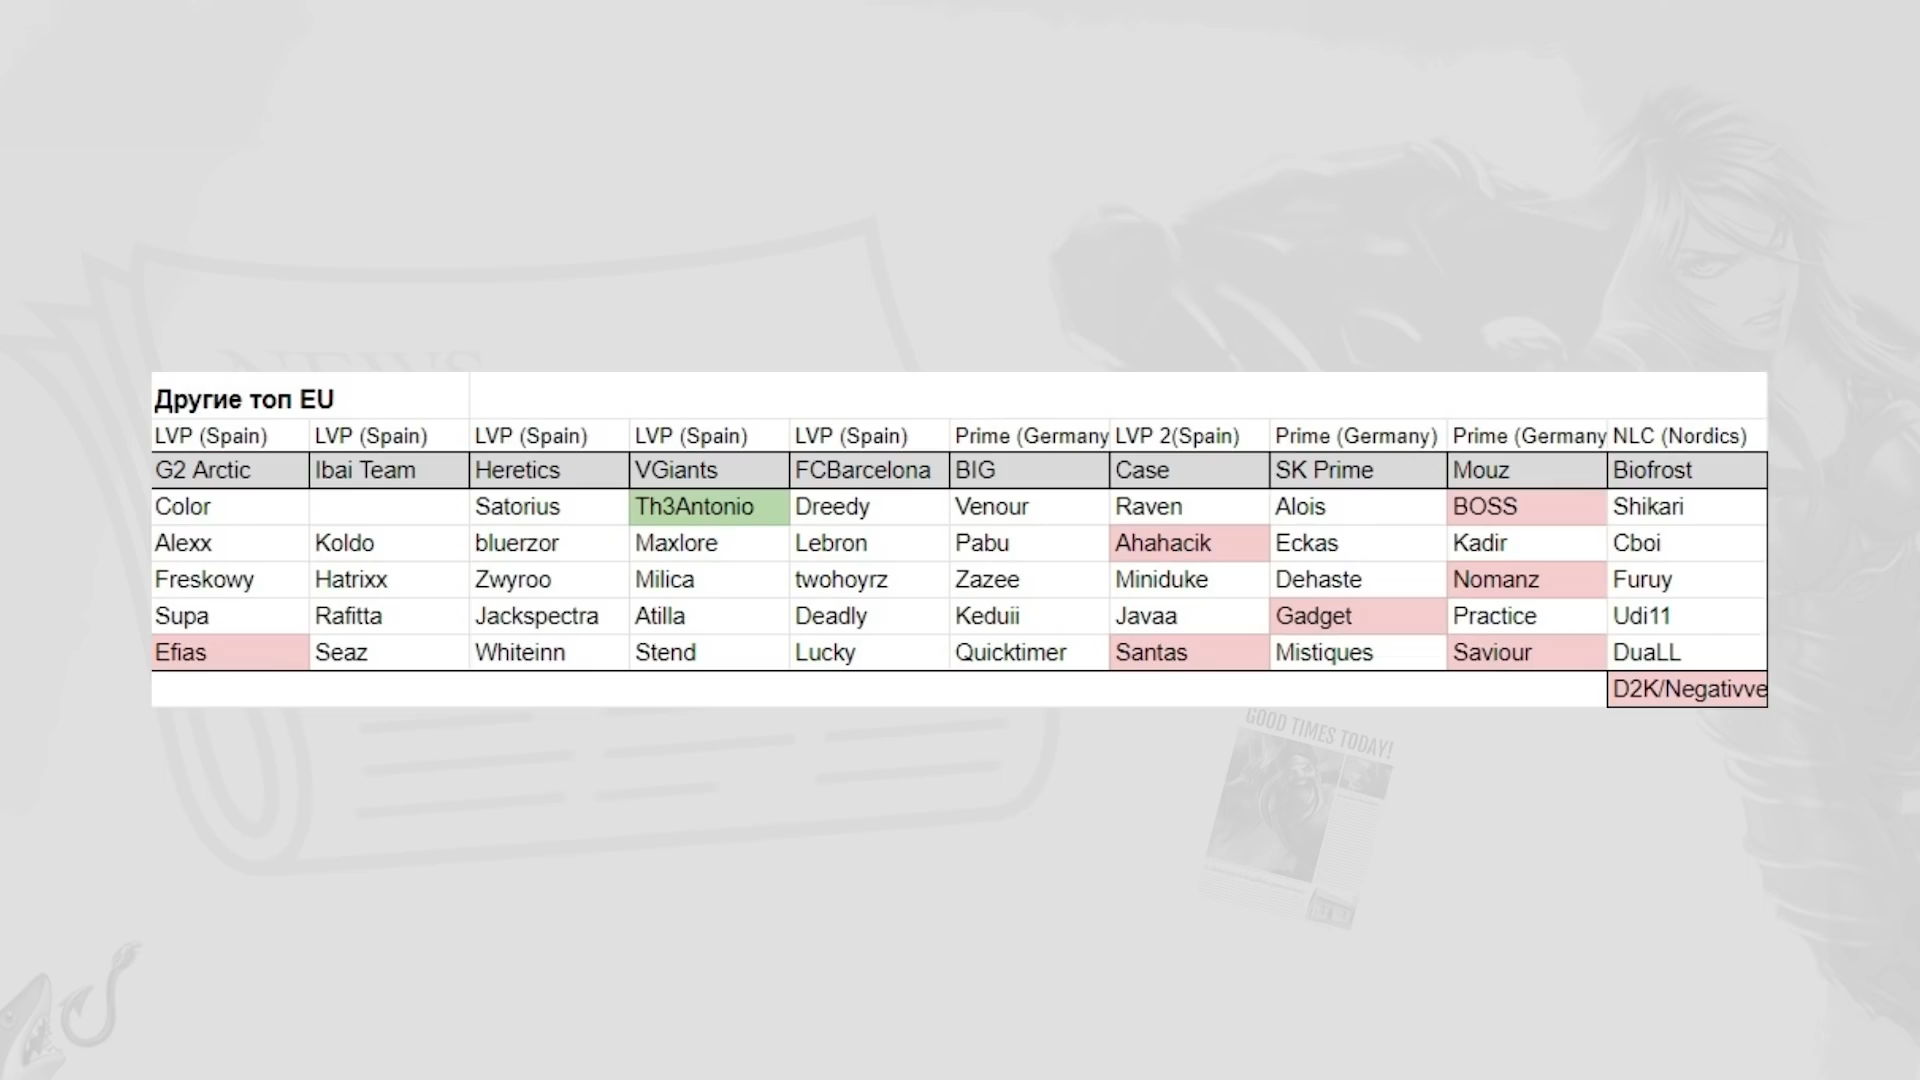 NEWS
Другие топ EU
LVP (Spain) LVP (Spain) LVP (Spain) LVP (Spain) LVP (Spain) Prime (Germany LVP 2(Spain) Prime (Germany) Prime (Germany NLC (Nordics)
G2 Arctic Ibai Team Heretics VGiants FCBarcelona BIG Case SK Prime Mouz Biofrost
Color Satorius Th3Antonio Dreedy Venour Raven Alois BOSS Shikari
Alexx Koldo bluerzor Maxlore Lebron Pabu Ahahacik Eckas Kadir Cboi
Freskowy Hatrixx Zwyroo Milica twohoyrz Zazee Miniduke Dehaste Nomanz Furuy
Supa Rafitta Jackspectra Atilla Deadly Keduii Javaa Gadget Practice Udi11
Efias Seaz Whiteinn Stend Lucky Quicktimer Santas Mistiques Saviour DuaLL
D2K/Negativve
GOOD TIMES TODAY!